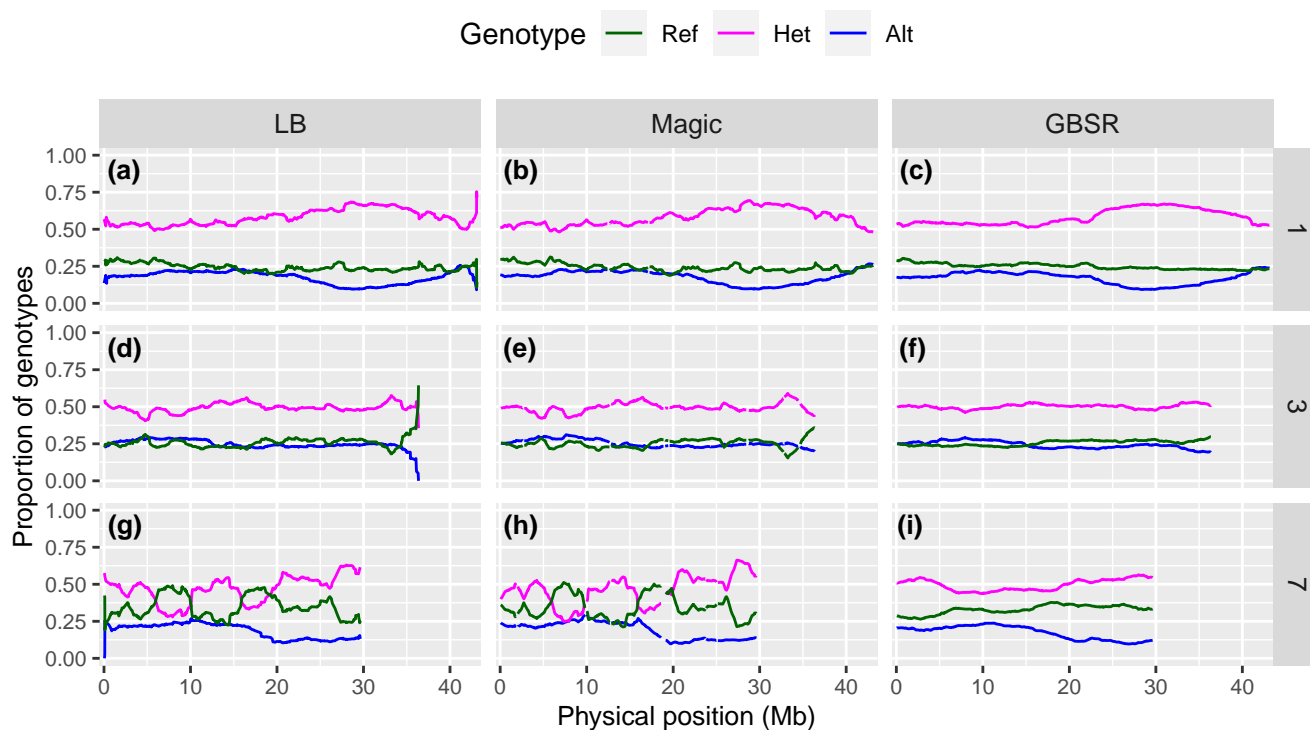 Genotype Ref Het Alt
LB Magic GBSR
(a) (b) (c)
1.00
0.75
0.50
0.25
0.00
1
(d) (e) (f)
1.00
0.75
0.50
0.25
0.00
3
(g) (h) (i)
1.00
0.75
0.50
0.25
0.00
7
Proportion of genotypes
0 10 20 30 40 0 10 20 30 40 0 10 20 30 40
Physical position (Mb)